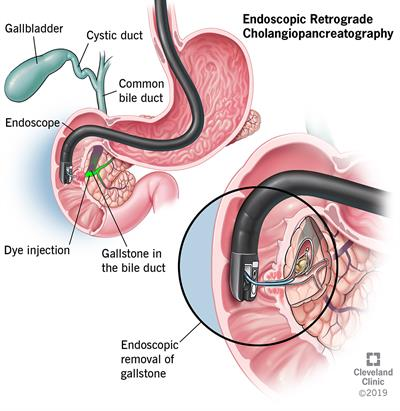 Endoscopic Retrograde
Cholangiopancreatography
Gallbladder
Cystic duct
Common
bile duct
Endoscope
Dye injection
Gallstone in
the bile duct
Endoscopic
removal of
gallstone
Cleveland
Clinic
©2019